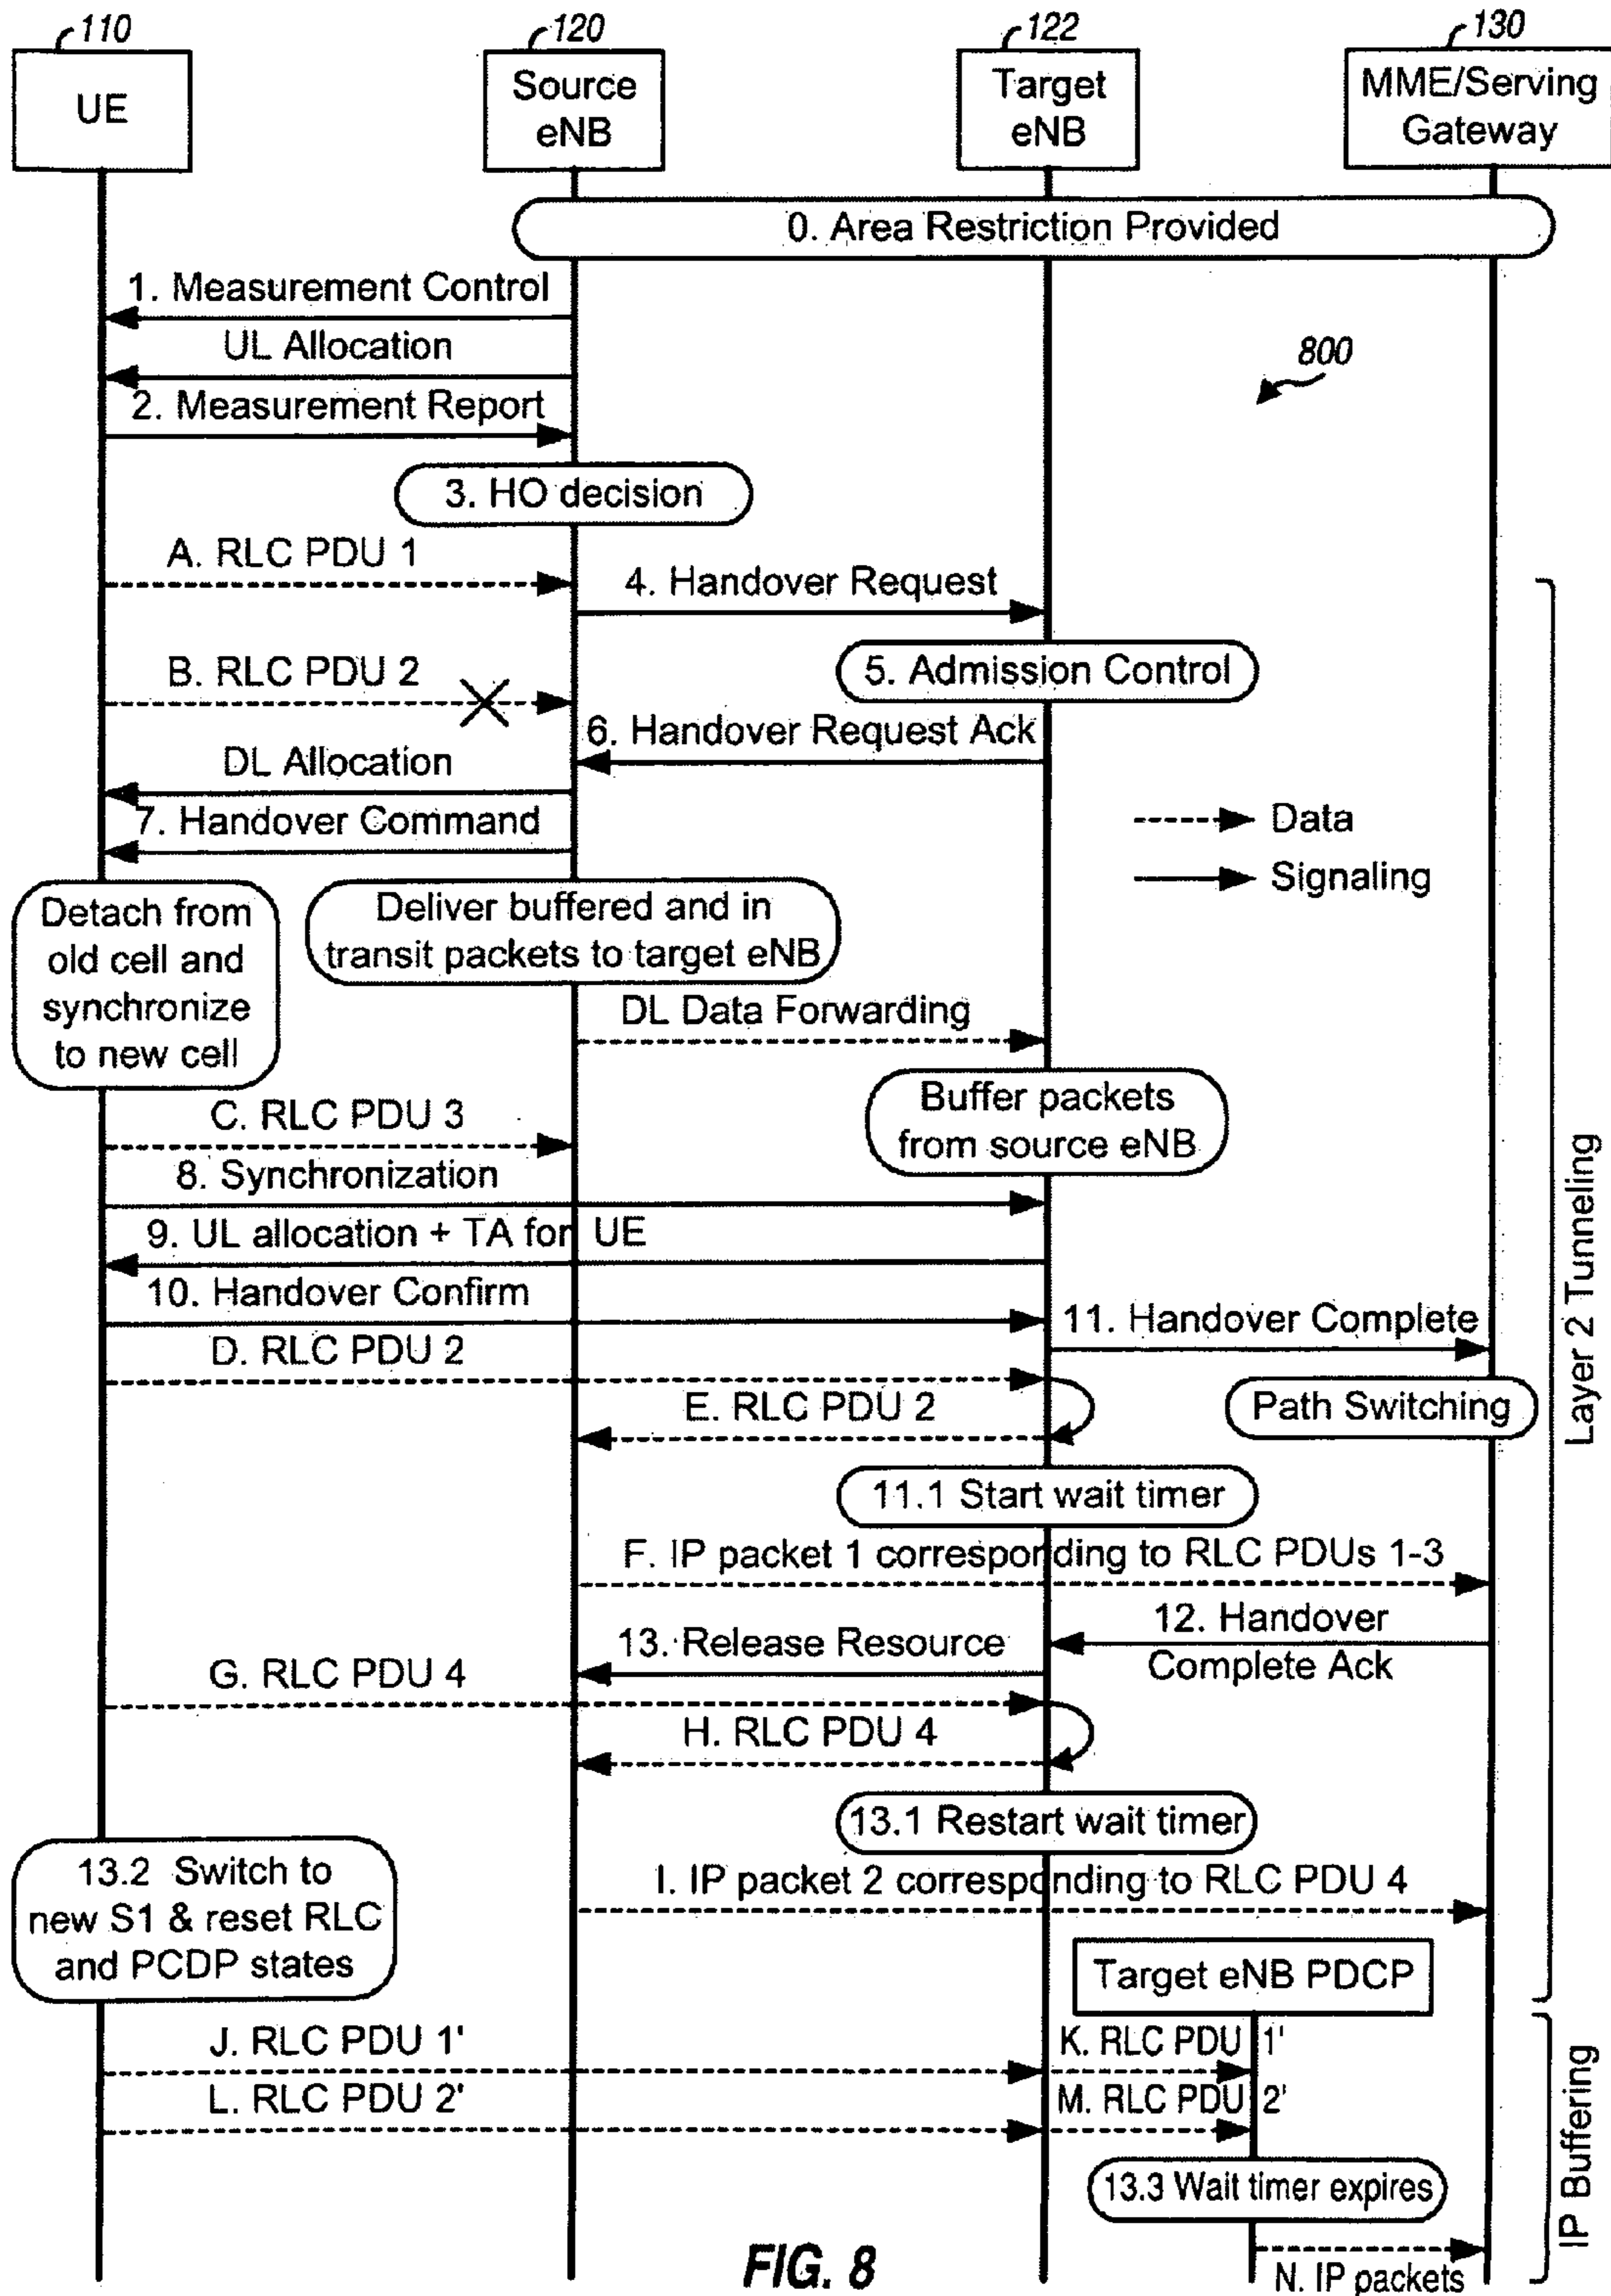 110
120
122
130
UE
Source
eNB
Target
eNB
MME/Serving
Gateway
0. Area Restriction Provided
1. Measurement Control
UL Allocation
800
2. Measurement Report
3. HO decision
A. RLC PDU 1
4. Handover Request
B. RLC PDU 2
5. Admission Control
6. Handover Request Ack
DL Allocation
7. Handover Command
Data
Signaling
Detach from
old cell and
synchronize
to new cell
Deliver buffered and in
transit packets to target eNB
DL Data Forwarding
Buffer packets
from source eNB
C. RLC PDU 3
8. Synchronization
9. UL allocation + TA for UE
10. Handover Confirm
11. Handover Complete
D. RLC PDU 2
E. RLC PDU 2
Path Switching
Layer 2 Tunneling
11.1 Start wait timer
F. IP packet 1 corresponding to RLC PDUs 1-3
12. Handover
Complete Ack
13. Release Resource
G. RLC PDU 4
H. RLC PDU 4
13.1 Restart wait timer
13.2 Switch to
new S1 & reset RLC
and PCDP states
I. IP packet 2 corresponding to RLC PDU 4
Target eNB PDCP
J. RLC PDU 1'
K. RLC PDU 1'
L. RLC PDU 2'
M. RLC PDU 2'
IP Buffering
13.3 Wait timer expires
N. IP packets
FIG. 8